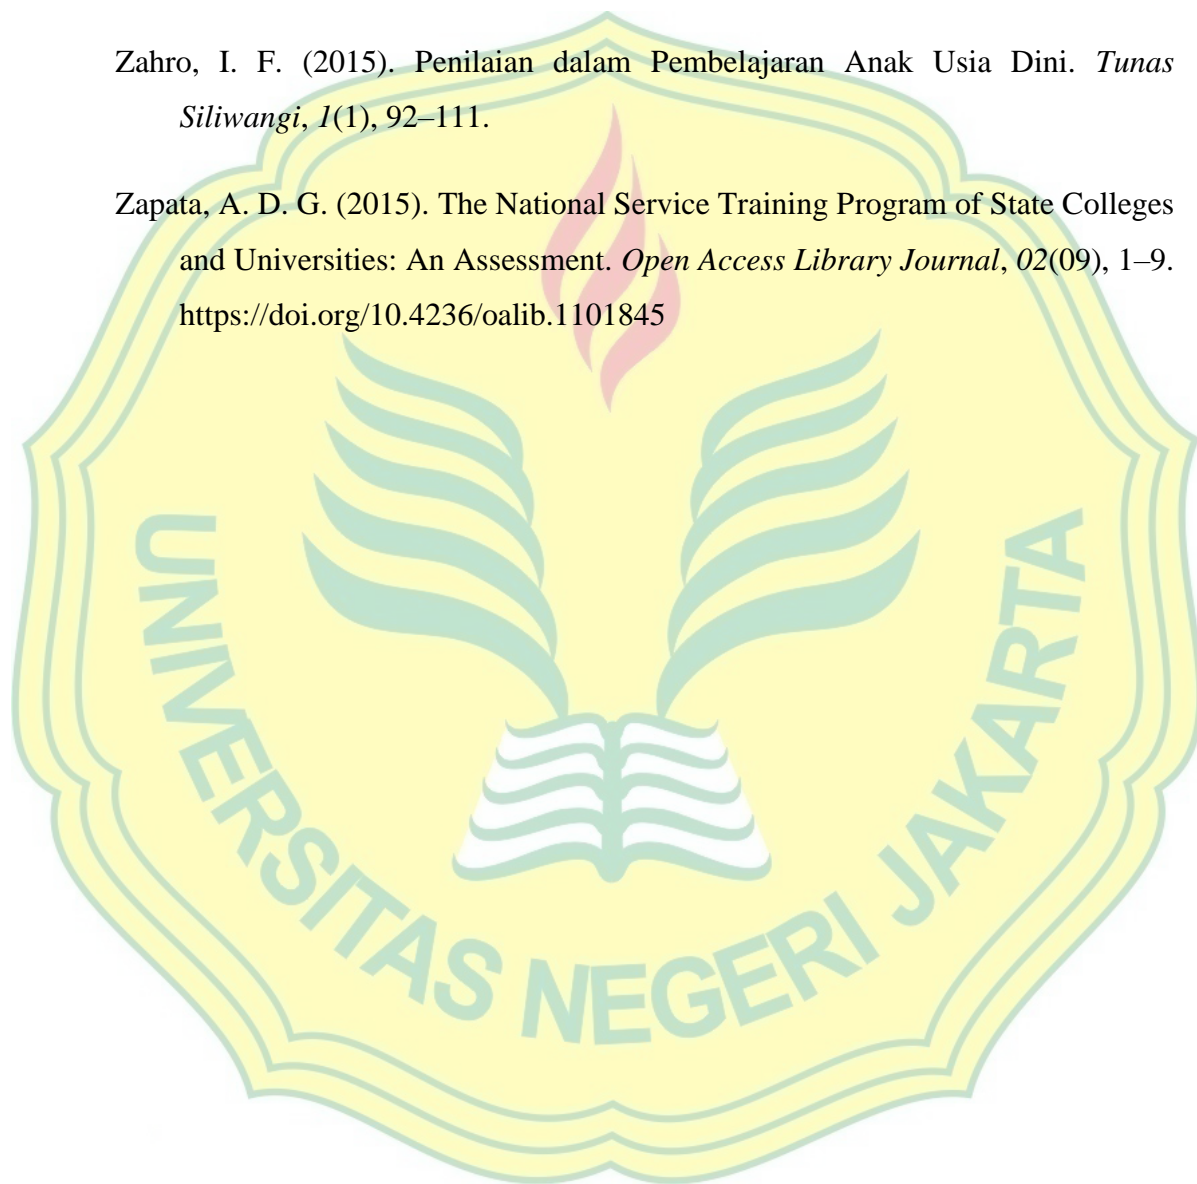 Zahro, I. F. (2015). Penilaian dalam Pembelajaran Anak Usia Dini. Tunas
Siliwangi, 1(1), 92–111.
Zapata, A. D. G. (2015). The National Service Training Program of State Colleges
and Universities: An Assessment. Open Access Library Journal, 02(09), 1–9.
https://doi.org/10.4236/oalib.1101845
UNIVERSITAS NEGERI JAKARTA